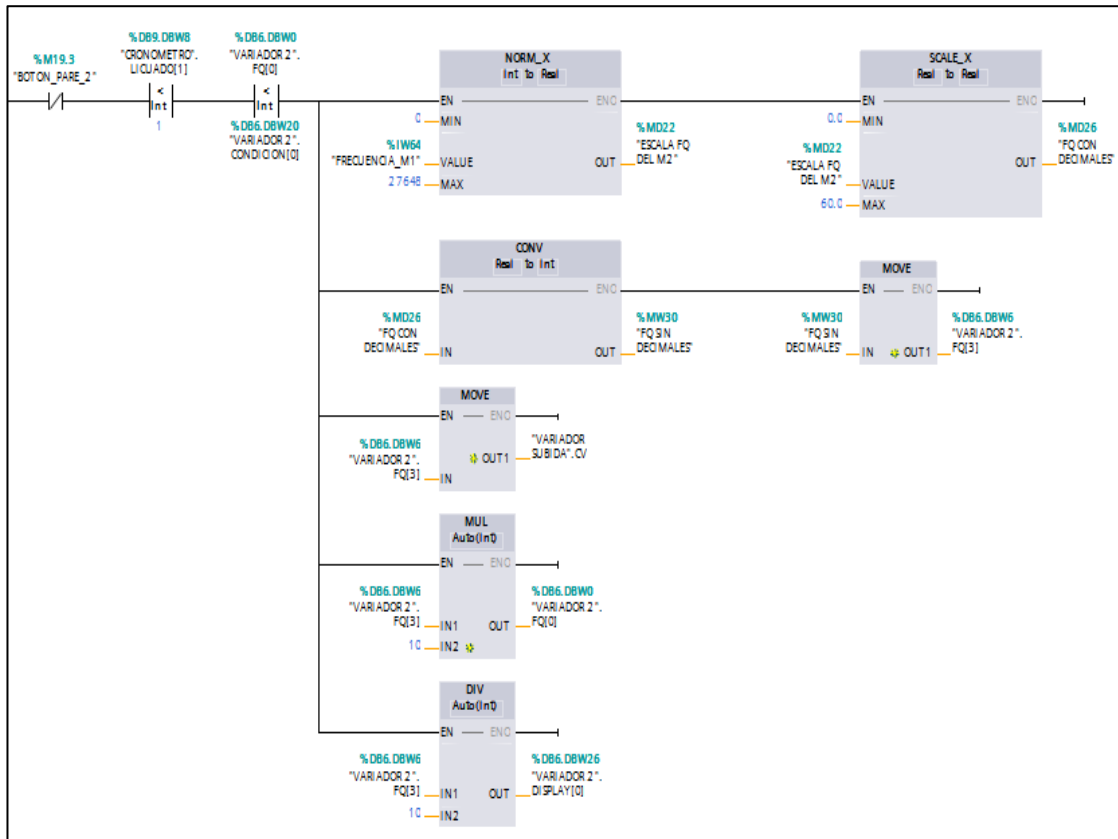 %M19.3
"BOTON_PARE_2"
%DB9.DBW8
"CRONOMETRO".
LICUADO[1]
<
Int
1
%DB6.DBW0
"VARIADOR 2".
FQ[0]
<
Int
%DB6.DBW20
"VARIADOR 2".
CONDICION[0]
NORM_X
Int to Real
EN
ENO
0
MIN
%IW64
"FRECUENCIA_M1"
VALUE
27648
MAX
OUT
%MD22
"ESCALA FQ
DEL M2"
SCALE_X
Real to Real
EN
ENO
0.0
MIN
%MD22
"ESCALA FQ
DEL M2"
VALUE
60.0
MAX
OUT
%MD26
"FQ CON
DECIMALES"
CONV
Real to Int
EN
ENO
%MD26
"FQ CON
DECIMALES"
IN
OUT
%MW30
"FQ SIN
DECIMALES"
MOVE
EN
ENO
%MW30
"FQ SIN
DECIMALES"
IN
OUT1
%DB6.DBW6
"VARIADOR 2".
FQ[3]
MOVE
EN
ENO
%DB6.DBW6
"VARIADOR 2".
FQ[3]
IN
OUT1
"VARIADOR
SUBIDA".CV
MUL
Auto(Int)
EN
ENO
%DB6.DBW6
"VARIADOR 2".
FQ[3]
IN1
10
IN2
OUT
%DB6.DBW0
"VARIADOR 2".
FQ[0]
DIV
Auto(Int)
EN
ENO
%DB6.DBW6
"VARIADOR 2".
FQ[3]
IN1
10
IN2
OUT
%DB6.DBW26
"VARIADOR 2".
DISPLAY[0]